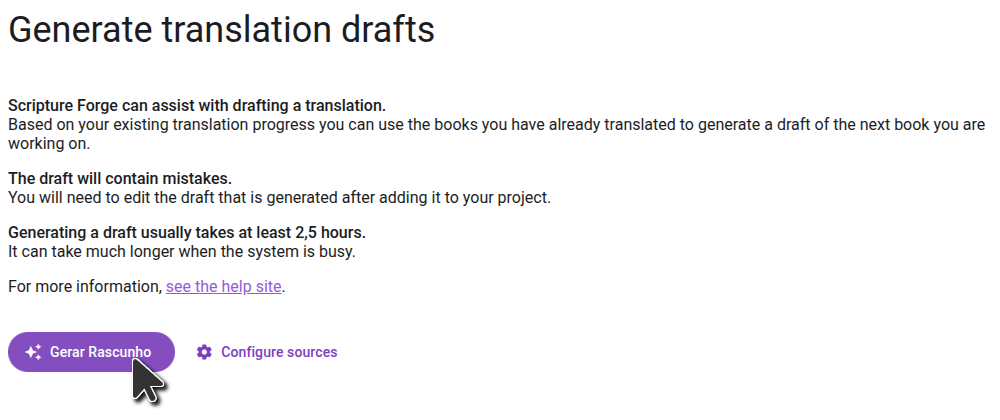 Generate translation drafts
Scripture Forge can assist with drafting a translation.
Based on your existing translation progress you can use the books you have already translated to generate a draft of the next book you are
working on.
The draft will contain mistakes.
You will need to edit the draft that is generated after adding it to your project.
Generating a draft usually takes at least 2,5 hours.
It can take much longer when the system is busy.
For more information, see the help site.
Gerar Rascunho Configure sources